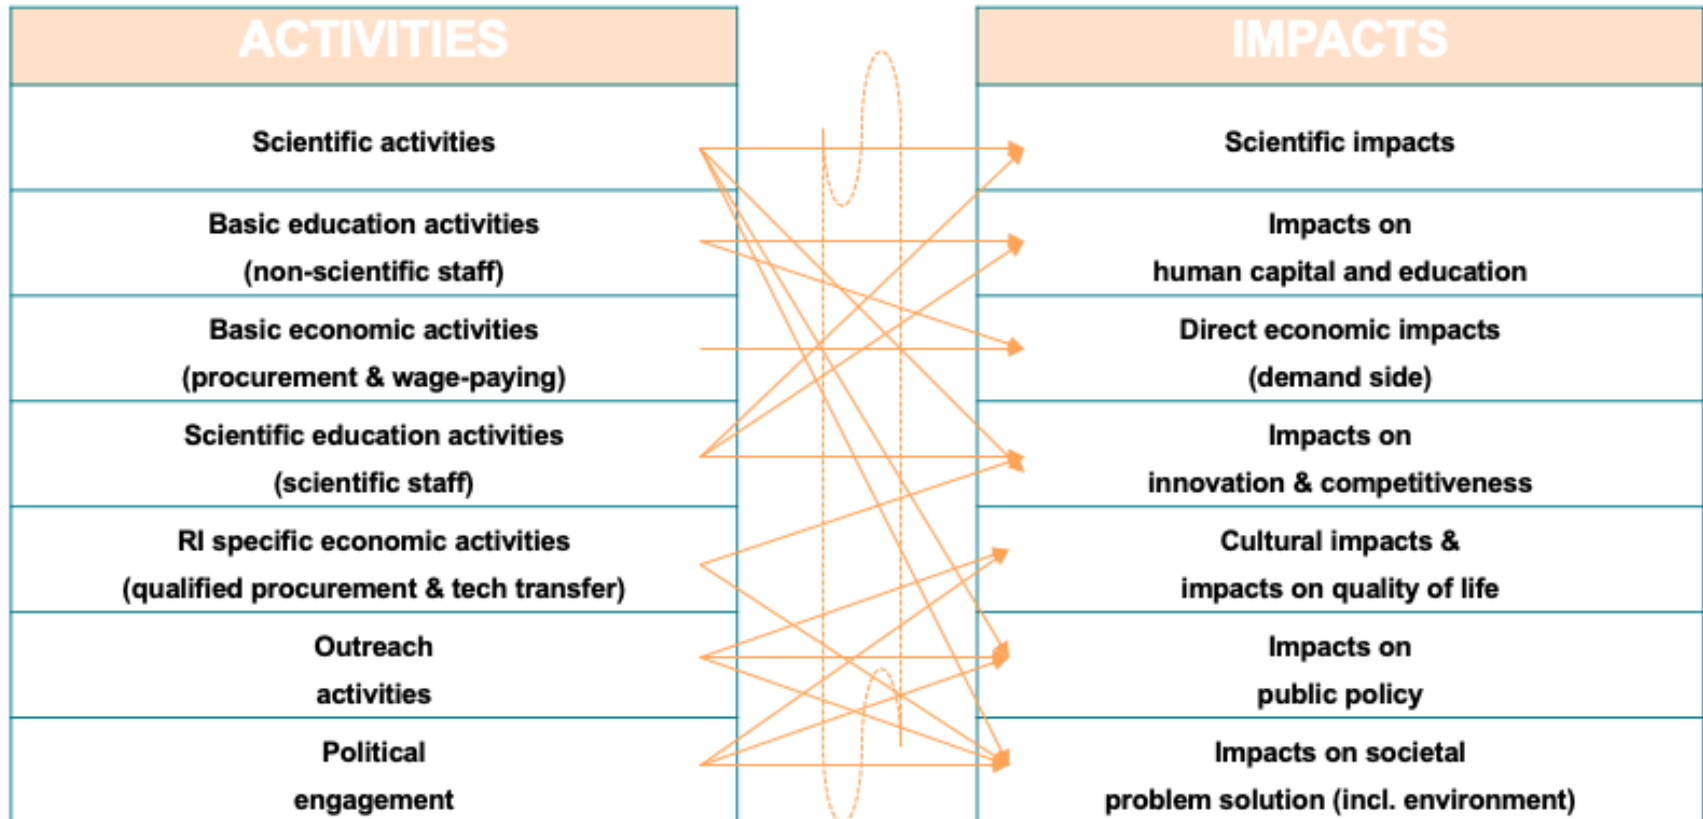 ACTIVITIES
Scientific activities
Basic education activities
(non-scientific staff)
Basic economic activities
(procurement & wage-paying)
Scientific education activities
(scientific staff)
RI specific economic activities
(qualified procurement & tech transfer)
Outreach
activities
Political
engagement
IMPACTS
Scientific impacts
Impacts on
human capital and education
Direct economic impacts
(demand side)
Impacts on
innovation & competitiveness
Cultural impacts &
impacts on quality of life
Impacts on
public policy
Impacts on societal
problem solution (incl. environment)